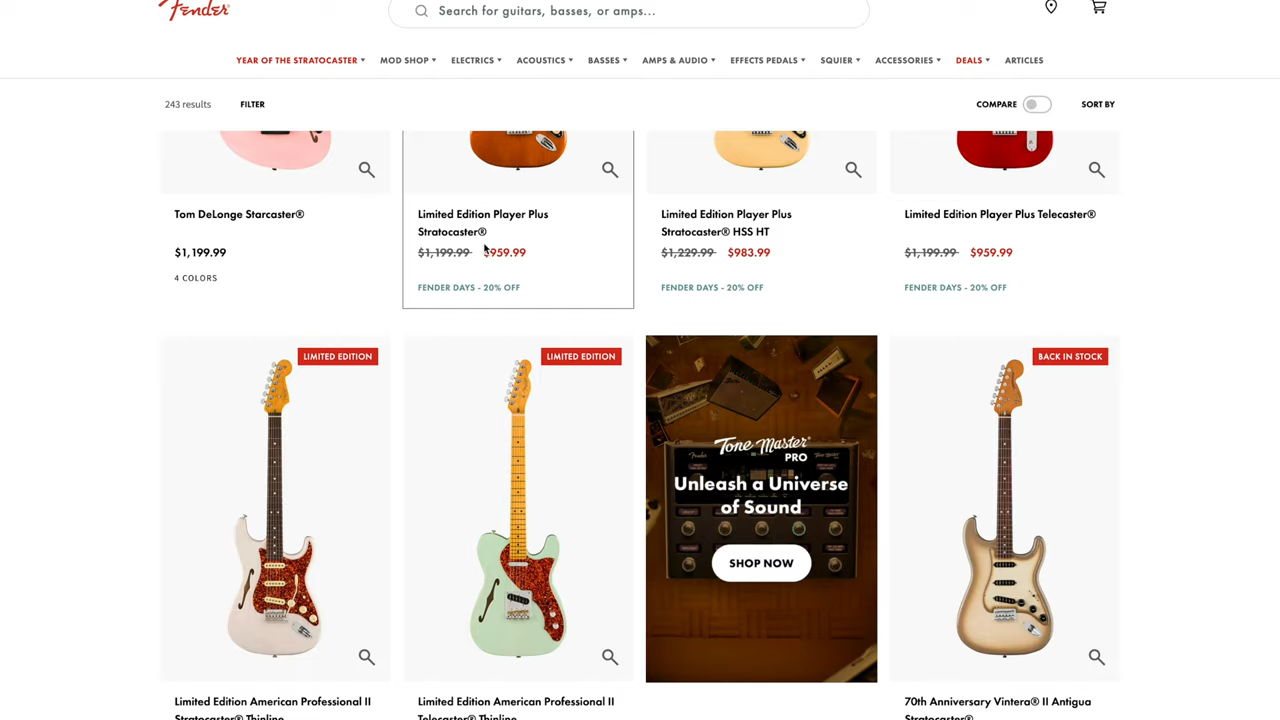 Fender
Search for guitars, basses, or amps...
YEAR OF THE STRATOCASTER MOD SHOP ELECTRICS ACOUSTICS BASSES AMPS & AUDIO EFFECTS PEDALS SQUIER ACCESSORIES DEALS ARTICLES
243 results FILTER COMPARE SORT BY
Tom DeLonge Starcaster®
$1,199.99
4 COLORS
Limited Edition Player Plus
Stratocaster®
$1,199.99 $959.99
FENDER DAYS - 20% OFF
Limited Edition Player Plus
Stratocaster® HSS HT
$1,229.99 $983.99
FENDER DAYS - 20% OFF
Limited Edition Player Plus Telecaster®
$1,199.99 $959.99
FENDER DAYS - 20% OFF
LIMITED EDITION
Limited Edition American Professional II
Stratocaster® Thinline
LIMITED EDITION
Limited Edition American Professional II
Telecaster® Thinline
Tone Master®
PRO
Unleash a Universe
of Sound
SHOP NOW
BACK IN STOCK
70th Anniversary Vintera® II Antigua
Stratocaster®